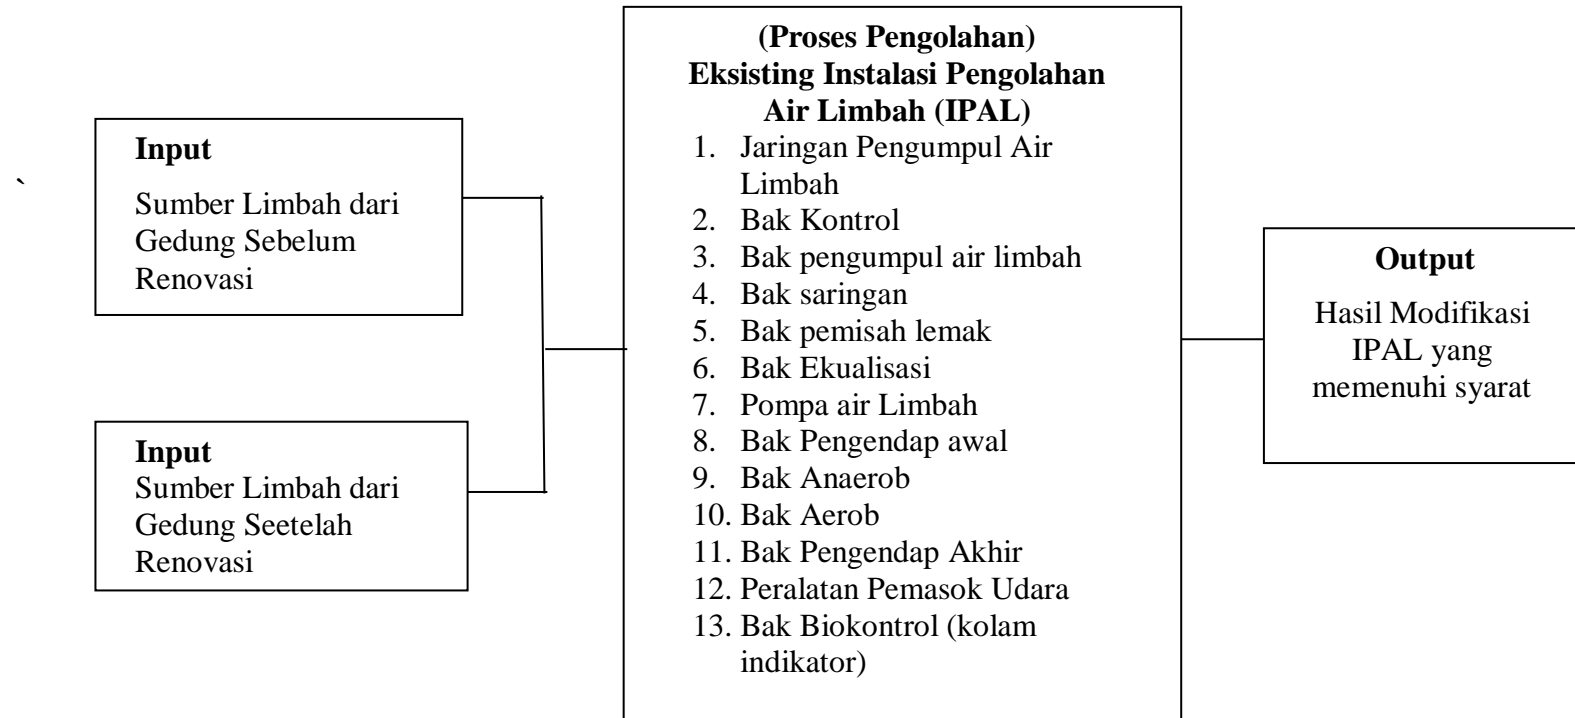 `
Input
Sumber Limbah dari
Gedung Sebelum
Renovasi
Input
Sumber Limbah dari
Gedung Seetelah
Renovasi
(Proses Pengolahan)
Eksisting Instalasi Pengolahan
Air Limbah (IPAL)
1. Jaringan Pengumpul Air
Limbah
2. Bak Kontrol
3. Bak pengumpul air limbah
4. Bak saringan
5. Bak pemisah lemak
6. Bak Ekualisasi
7. Pompa air Limbah
8. Bak Pengendap awal
9. Bak Anaerob
10. Bak Aerob
11. Bak Pengendap Akhir
12. Peralatan Pemasok Udara
13. Bak Biokontrol (kolam
indikator)
Output
Hasil Modifikasi
IPAL yang
memenuhi syarat